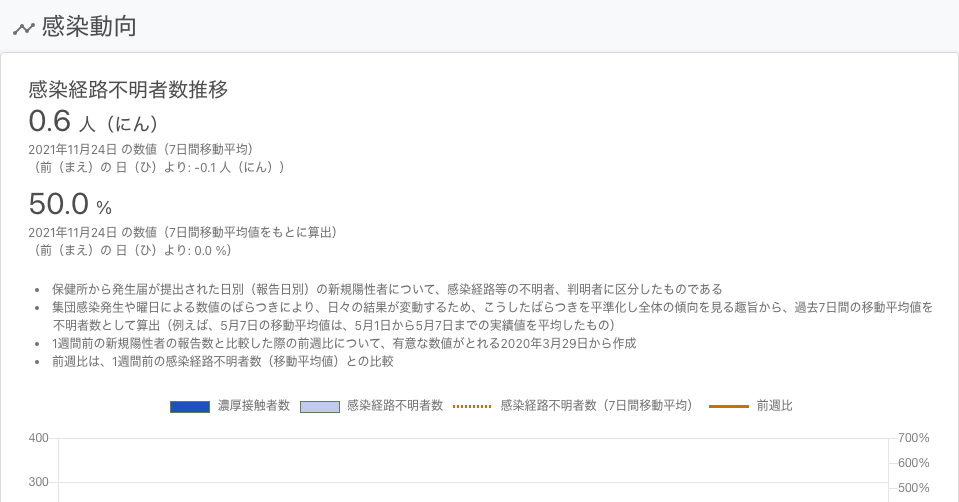 感染動向
感染経路不明者数推移
0.6 人（にん）
2021年11月24日 の数値（7日間移動平均）
（前（まえ）の 日（ひ）より: -0.1 人（にん））
50.0 %
2021年11月24日 の数値（7日間移動平均値をもとに算出）
（前（まえ）の 日（ひ）より: 0.0 %）
• 保健所から発生届が提出された日別（報告日別）の新規陽性者について、感染経路等の不明者、判明者に区分したものである
• 集団感染発生や曜日による数値のばらつきにより、日々の結果が変動するため、こうしたばらつきを平準化し全体の傾向を見る趣旨から、過去7日間の移動平均値を
不明者数として算出（例えば、5月7日の移動平均値は、5月1日から5月7日までの実績値を平均したもの）
• 1週間前の新規陽性者の報告数と比較した際の前週比について、有意な数値がとれる2020年3月29日から作成
• 前週比は、1週間前の感染経路不明者数（移動平均値）との比較
濃厚接触者数 感染経路不明者数 感染経路不明者数（7日間移動平均） 前週比
400 700%
600%
300 500%